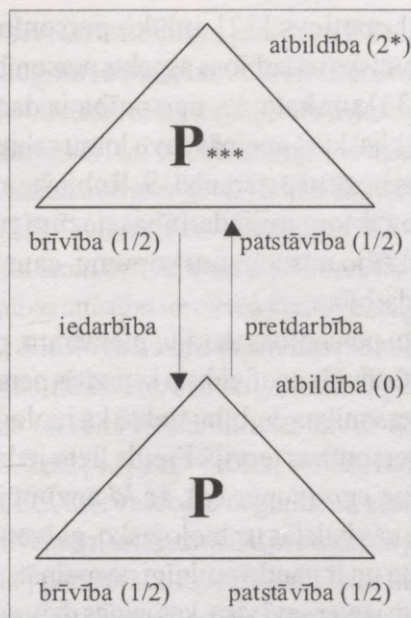 atbildība (2*)
P***
brīvība (1/2) patstāvība (1/2)
iedarbība pretdarbība
atbildība (0)
P
brīvība (1/2) patstāvība (1/2)